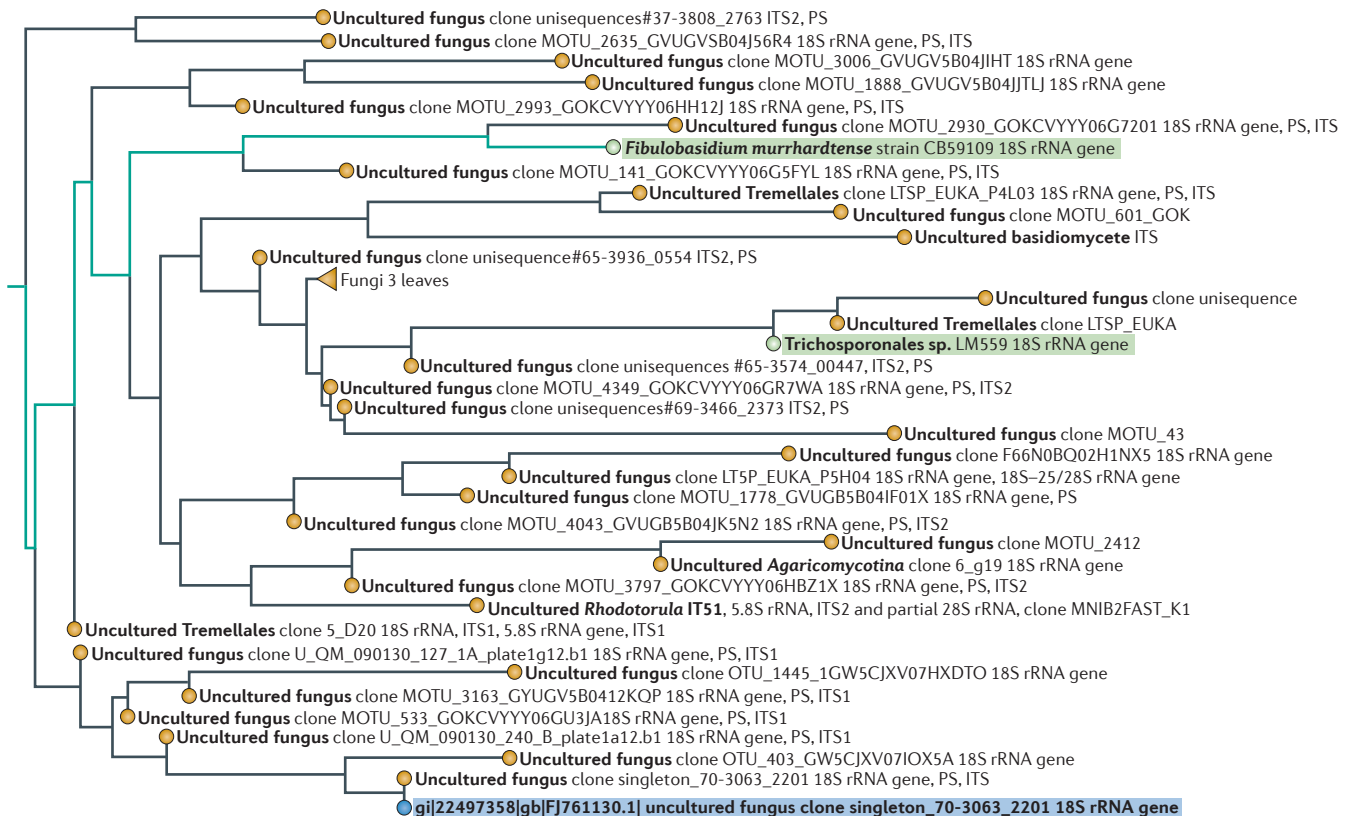 Uncultured fungus clone unisequences#37-3808_2763 ITS2, PS
Uncultured fungus clone MOTU_2635_GVUGVSB04J56R4 18S rRNA gene, PS, ITS
Uncultured fungus clone MOTU_3006_GVUGV5B04JIHT 18S rRNA gene
Uncultured fungus clone MOTU_1888_GVUGV5B04JJTLJ 18S rRNA gene
Uncultured fungus clone MOTU_2993_GOKCVYYY06HH12J 18S rRNA gene, PS, ITS
Uncultured fungus clone MOTU_2930_GOKCVYYY06G7201 18S rRNA gene, PS, ITS
Fibulobasidium murrhardtense strain CB59109 18S rRNA gene
Uncultured fungus clone MOTU_141_GOKCVYYY06G5FYL 18S rRNA gene, PS, ITS
Uncultured Tremellales clone LTSP_EUKA_P4L03 18S rRNA gene, PS, ITS
Uncultured fungus clone MOTU_601_GOK
Uncultured basidiomycete ITS
Uncultured fungus clone unisequence#65-3936_0554 ITS2, PS
Fungi 3 leaves
Uncultured fungus clone unisequence
Uncultured Tremellales clone LTSP_EUKA
Trichosporonales sp. LM559 18S rRNA gene
Uncultured fungus clone unisequences #65-3574_00447, ITS2, PS
Uncultured fungus clone MOTU_4349_GOKCVYYY06GR7WA 18S rRNA gene, PS, ITS2
Uncultured fungus clone unisequences#69-3466_2373 ITS2, PS
Uncultured fungus clone MOTU_43
Uncultured fungus clone F66N0BQ02H1NX5 18S rRNA gene
Uncultured fungus clone LT5P_EUKA_P5H04 18S rRNA gene, 18S–25/28S rRNA gene
Uncultured fungus clone MOTU_1778_GVUGB5B04IF01X 18S rRNA gene, PS
Uncultured fungus clone MOTU_4043_GVUGB5B04JK5N2 18S rRNA gene, PS, ITS2
Uncultured fungus clone MOTU_2412
Uncultured Agaricomycotina clone 6_g19 18S rRNA gene
Uncultured fungus clone MOTU_3797_GOKCVYYY06HBZ1X 18S rRNA gene, PS, ITS2
Uncultured Rhodotorula IT51, 5.8S rRNA, ITS2 and partial 28S rRNA, clone MNIB2FAST_K1
Uncultured Tremellales clone 5_D20 18S rRNA, ITS1, 5.8S rRNA gene, ITS1
Uncultured fungus clone U_QM_090130_127_1A_plate1g12.b1 18S rRNA gene, PS, ITS1
Uncultured fungus clone OTU_1445_1GW5CJXV07HXDTO 18S rRNA gene
Uncultured fungus clone MOTU_3163_GYUGV5B0412KQP 18S rRNA gene, PS, ITS1
Uncultured fungus clone MOTU_533_GOKCVYYY06GU3JA18S rRNA gene, PS, ITS1
Uncultured fungus clone U_QM_090130_240_B_plate1a12.b1 18S rRNA gene, PS, ITS1
Uncultured fungus clone OTU_403_GW5CJXV07IOX5A 18S rRNA gene
Uncultured fungus clone singleton_70-3063_2201 18S rRNA gene, PS, ITS
gi|22497358|gb|FJ761130.1| uncultured fungus clone singleton_70-3063_2201 18S rRNA gene